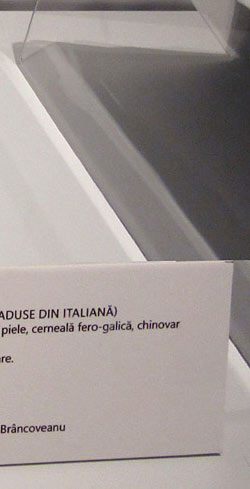 ADUSE DIN ITALIANĂ)
piele, cerneală fero-galică, chinovar
re.
Brâncoveanu